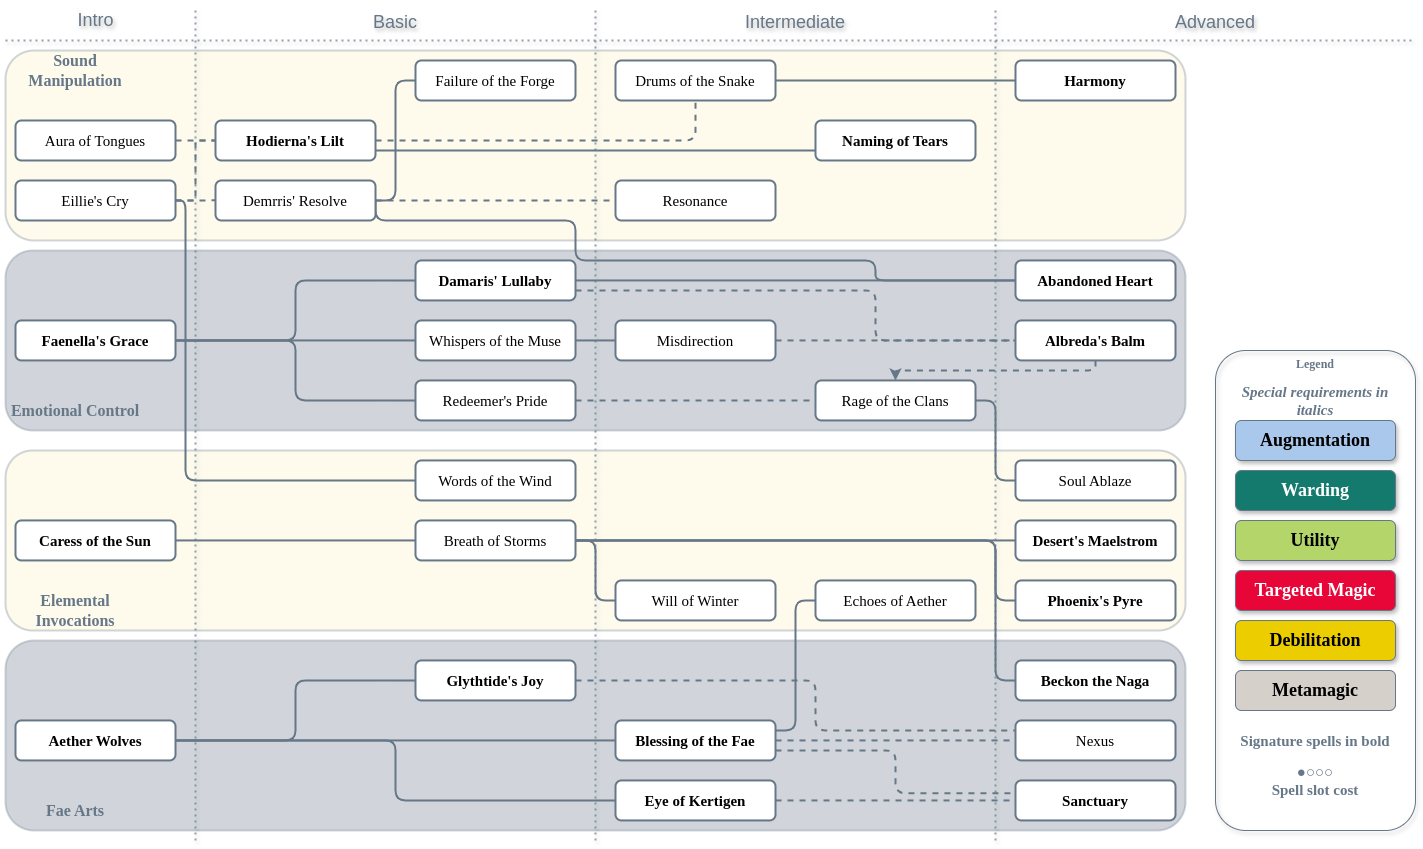 Intro
Basic
Intermediate
Advanced
Sound
Manipulation
Failure of the Forge
Drums of the Snake
Harmony
Aura of Tongues
Hodierna's Lilt
Naming of Tears
Eillie's Cry
Demrris' Resolve
Resonance
Damaris' Lullaby
Abandoned Heart
Faenella's Grace
Whispers of the Muse
Misdirection
Albreda's Balm
Emotional Control
Redeemer's Pride
Rage of the Clans
Words of the Wind
Soul Ablaze
Caress of the Sun
Breath of Storms
Desert's Maelstrom
Elemental
Invocations
Will of Winter
Echoes of Aether
Phoenix's Pyre
Glythtide's Joy
Beckon the Naga
Aether Wolves
Blessing of the Fae
Nexus
Fae Arts
Eye of Kertigen
Sanctuary
Legend
Special requirements in
italics
Augmentation
Warding
Utility
Targeted Magic
Debilitation
Metamagic
Signature spells in bold
●○○○
Spell slot cost